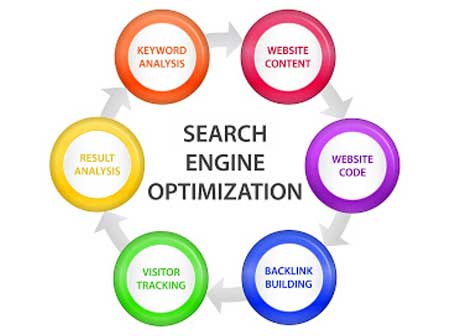 KEYWORD
ANALYSIS
WEBSITE
CONTENT
SEARCH
ENGINE
OPTIMIZATION
RESULT
ANALYSIS
WEBSITE
CODE
VISITOR
TRACKING
BACKLINK
BUILDING